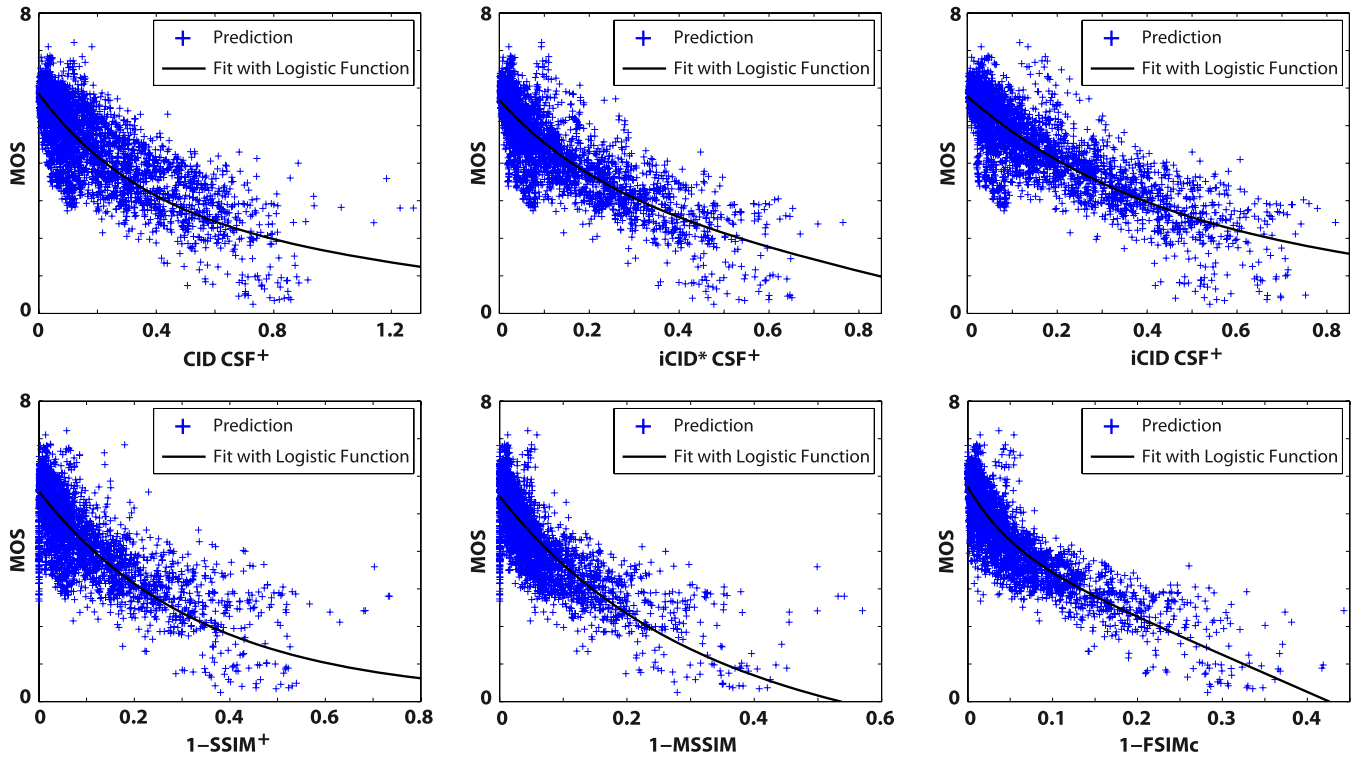 8
Prediction
Fit with Logistic Function
MOS
0
0 0.4 0.8 1.2
CID CSF+
8
Prediction
Fit with Logistic Function
MOS
0
0 0.2 0.4 0.6 0.8
iCID* CSF+
8
Prediction
Fit with Logistic Function
MOS
0
0 0.2 0.4 0.6 0.8
iCID CSF+
8
Prediction
Fit with Logistic Function
MOS
0
0 0.2 0.4 0.6 0.8
1−SSIM+
8
Prediction
Fit with Logistic Function
MOS
0
0 0.2 0.4 0.6
1−MSSIM
8
Prediction
Fit with Logistic Function
MOS
0
0 0.1 0.2 0.3 0.4
1−FSIMc